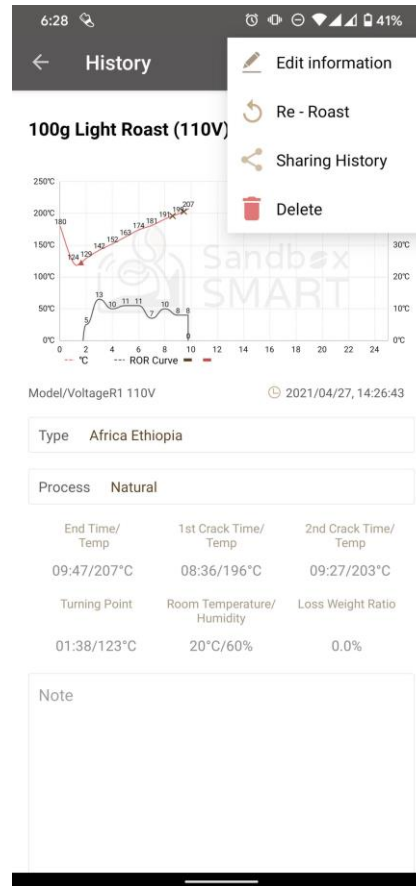 6:28
41%
History
Edit information
Re - Roast
Sharing History
Delete
100g Light Roast (110V)
250℃
200℃
150℃
100℃
50℃
0℃
30℃
20℃
10℃
0℃
180
124
129
142
152
163
174
181
191
196
207
5
13
10
11
11
7
10
8
8
0
Sandbox
SMART
0 2 4 6 8 10 12 14 16 18 20 22 24
℃ ROR Curve
Model/VoltageR1 110V
2021/04/27, 14:26:43
Type Africa Ethiopia
Process Natural
End Time/ 1st Crack Time/ 2nd Crack Time/
Temp Temp Temp
09:47/207°C 08:36/196°C 09:27/203°C
Turning Point Room Temperature/ Loss Weight Ratio
Humidity
01:38/123°C 20°C/60% 0.0%
Note